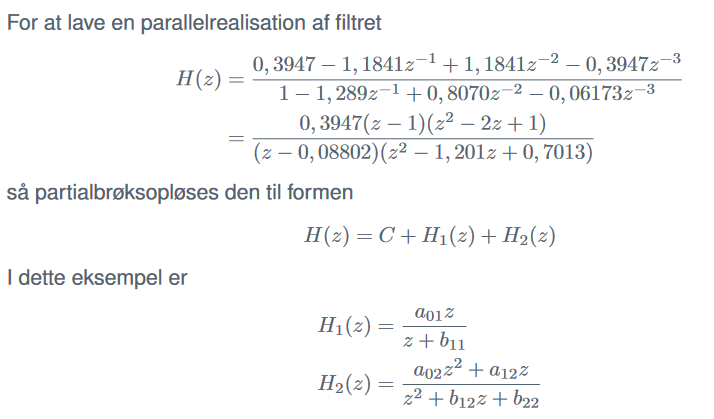 For at lave en parallelrealisation af filtret
H(z) = \frac{0,3947 − 1,1841z^{−1} + 1,1841z^{−2} − 0,3947z^{−3}}{1 − 1,289z^{−1} + 0,8070z^{−2} − 0,06173z^{−3}}
= \frac{0,3947(z − 1)(z^2 − 2z + 1)}{(z − 0,08802)(z^2 − 1,201z + 0,7013)}
så partialbrøksopløses den til formen
H(z) = C + H_1(z) + H_2(z)
I dette eksempel er
H_1(z) = \frac{a_{01}z}{z + b_{11}}
H_2(z) = \frac{a_{02}z^2 + a_{12}z}{z^2 + b_{12}z + b_{22}}